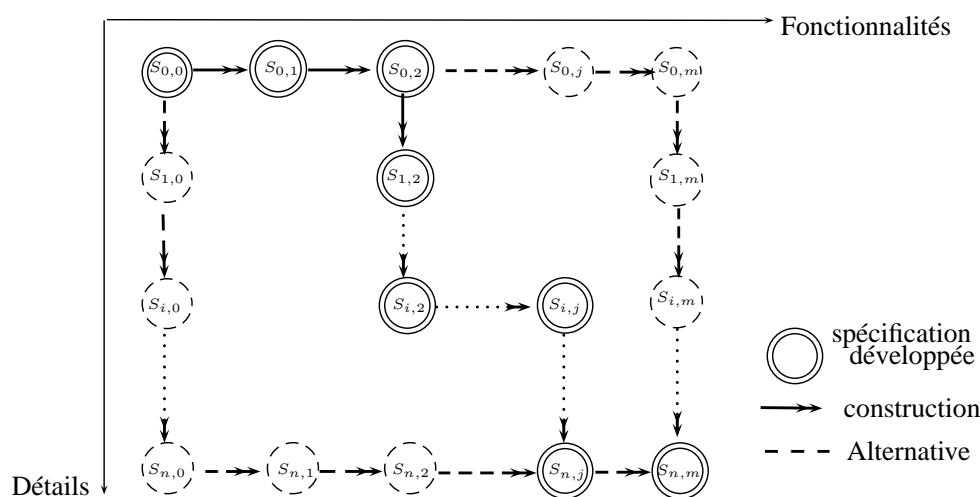 Fonctionnalités
S0,0 S0,1 S0,2 S0,j S0,m
S1,0 S1,2 S1,m
Si,0 Si,2 Si,j Si,m
spécification
développée
construction
Alternative
Sn,0 Sn,1 Sn,2 Sn,j Sn,m
Détails